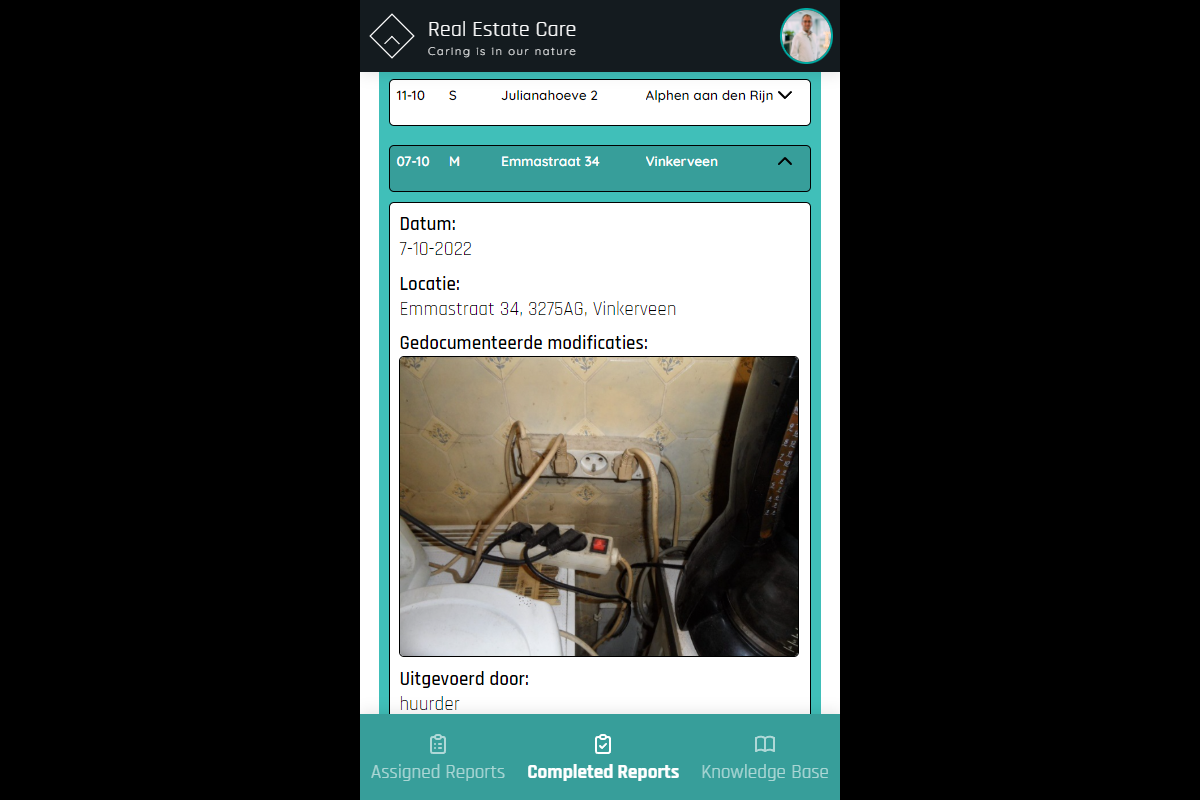 Real Estate Care
Caring is in our nature
11-10 S Julianahoeve 2 Alphen aan den Rijn
07-10 M Emmastraat 34 Vinkerveen
Datum:
7-10-2022
Locatie:
Emmastraat 34, 3275AG, Vinkerveen
Gedocumenteerde modificaties:
Uitgevoerd door:
huurder
Assigned Reports Completed Reports Knowledge Base